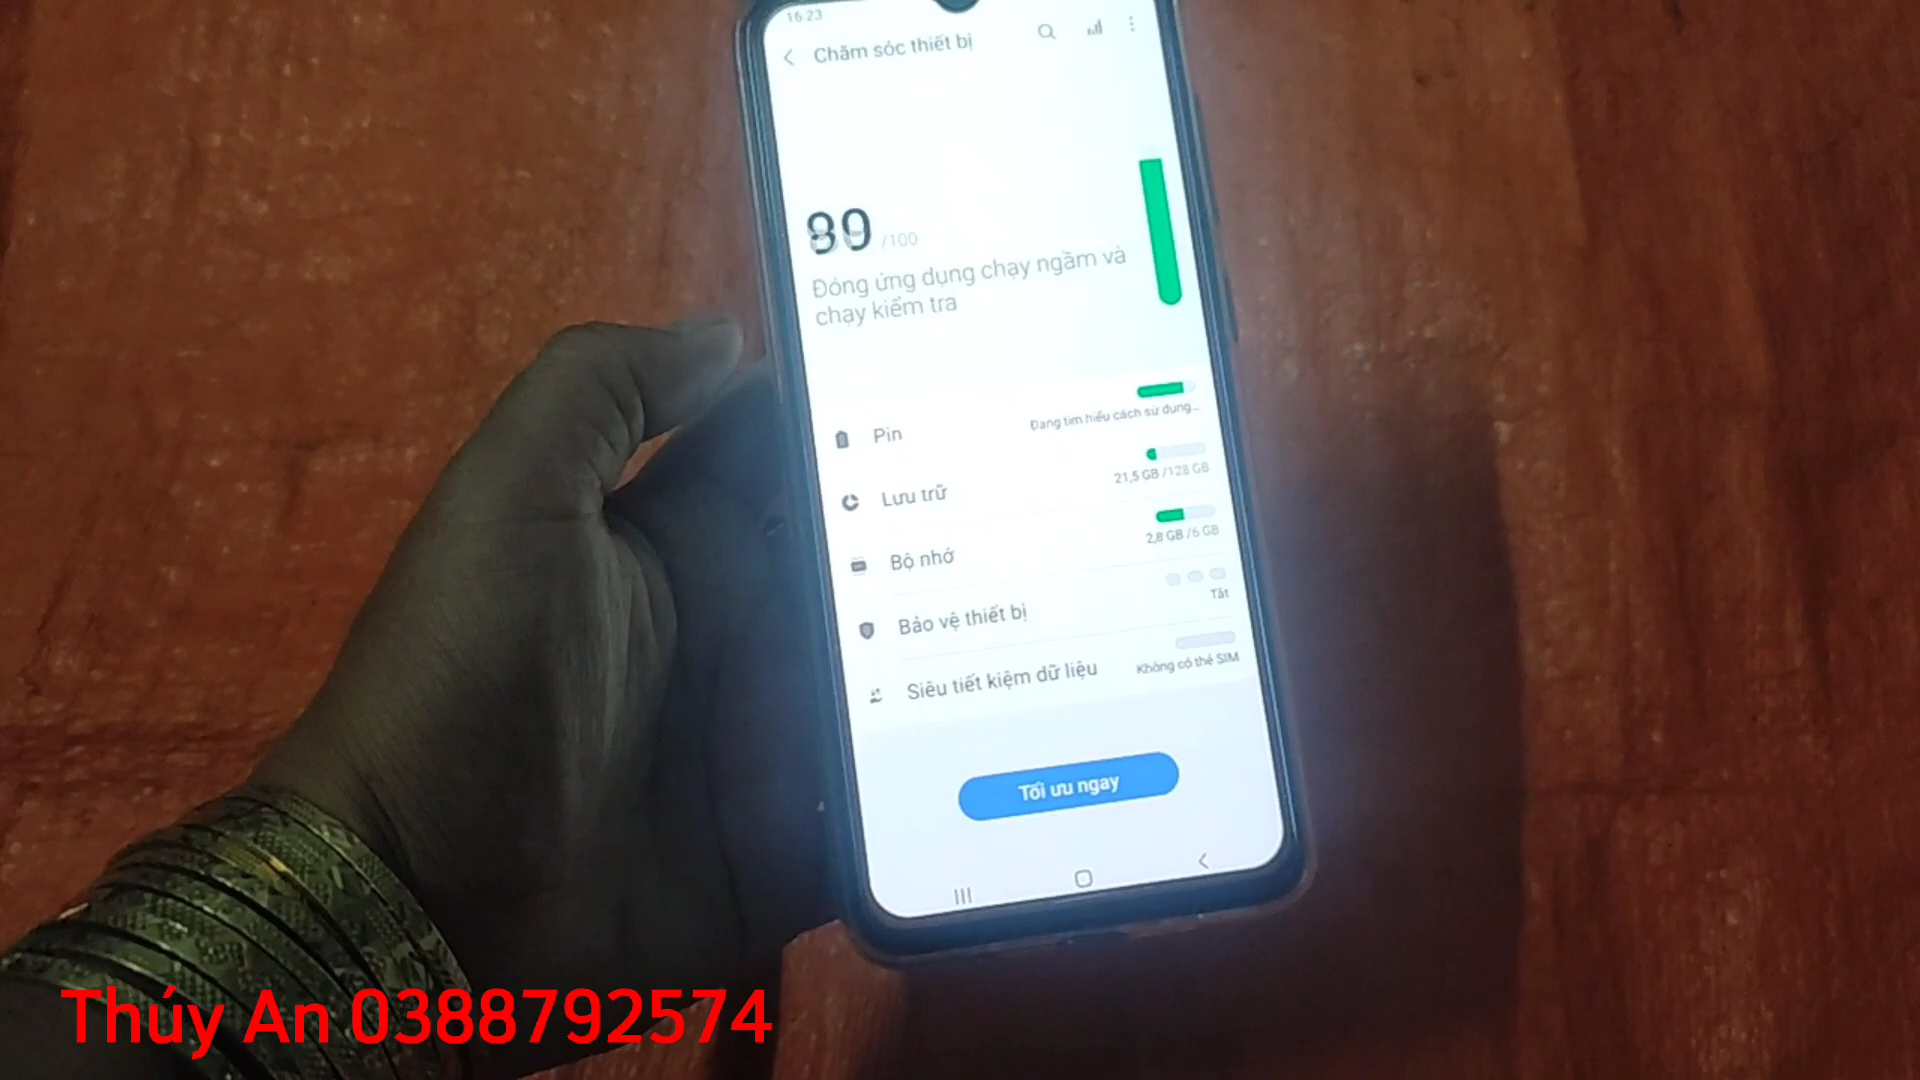 16:23
Chăm sóc thiết bị
/100
Đóng ứng dụng chạy ngầm và
chạy kiểm tra
Pin
Đang tìm hiểu cách sử dụng...
Lưu trữ
21,5 GB /128 GB
Bộ nhớ
2,8 GB /6 GB
Bảo vệ thiết bị
Tắt
Siêu tiết kiệm dữ liệu
Không có thẻ SIM
Tối ưu ngay
Thúy An 0388792574